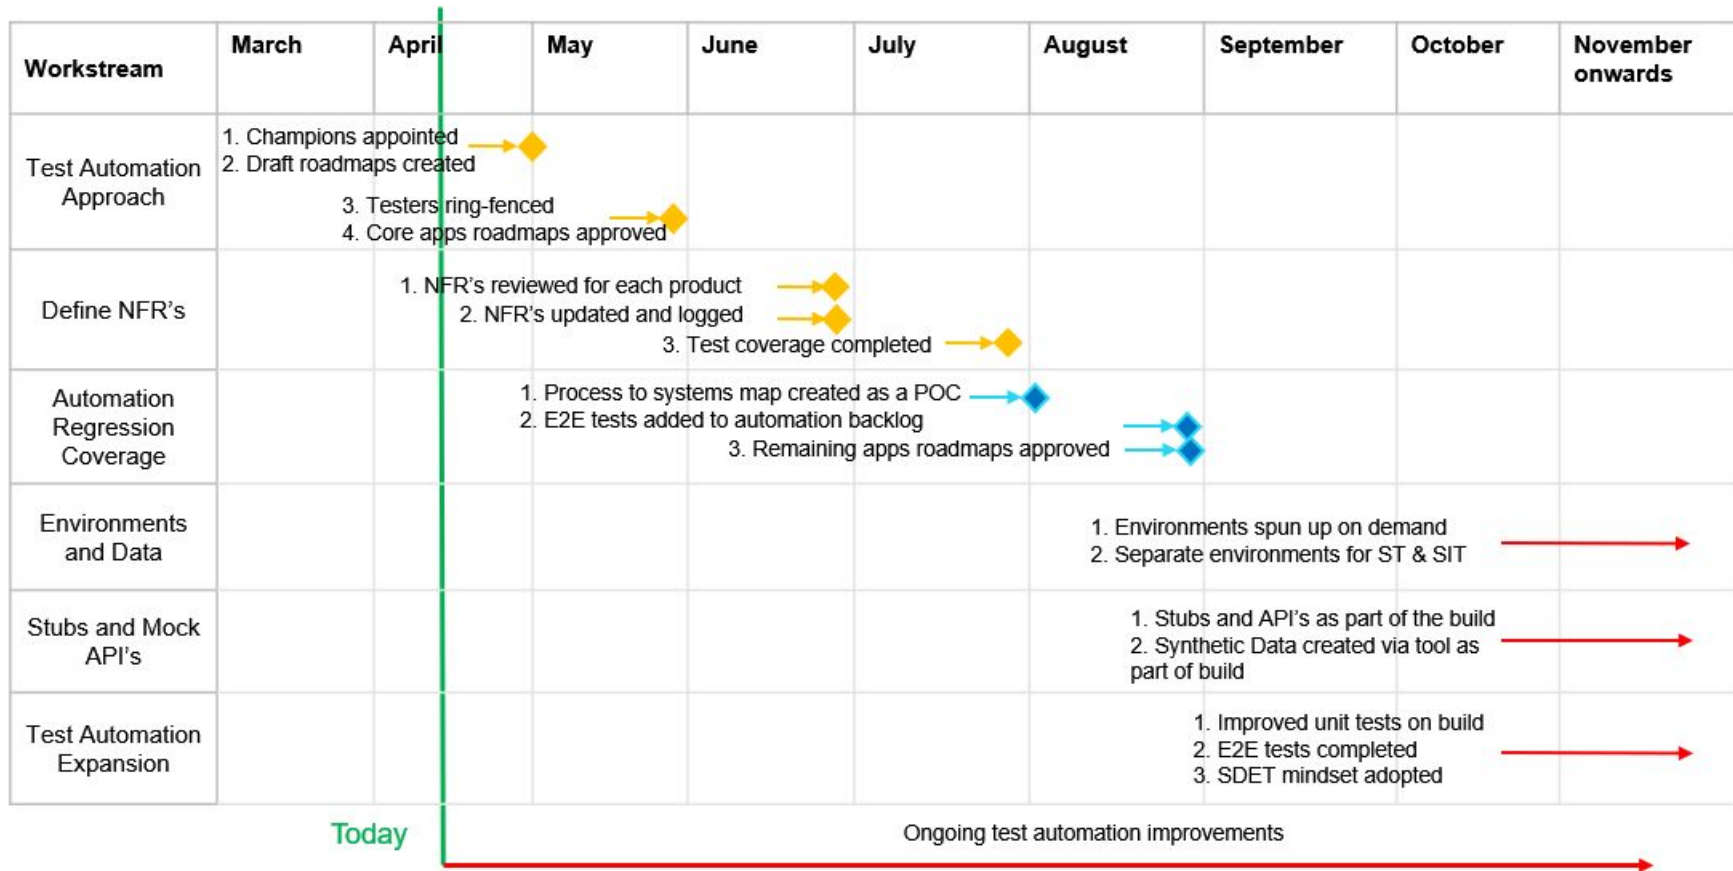 Workstream
March
April
May
June
July
August
September
October
November
onwards
Test Automation
Approach
1. Champions appointed
2. Draft roadmaps created
3. Testers ring-fenced
4. Core apps roadmaps approved
Define NFR's
1. NFR's reviewed for each product
2. NFR's updated and logged
3. Test coverage completed
Automation
Regression
Coverage
1. Process to systems map created as a POC
2. E2E tests added to automation backlog
3. Remaining apps roadmaps approved
Environments
and Data
1. Environments spun up on demand
2. Separate environments for ST & SIT
Stubs and Mock
API's
1. Stubs and API's as part of the build
2. Synthetic Data created via tool as
part of build
Test Automation
Expansion
1. Improved unit tests on build
2. E2E tests completed
3. SDET mindset adopted
Today
Ongoing test automation improvements